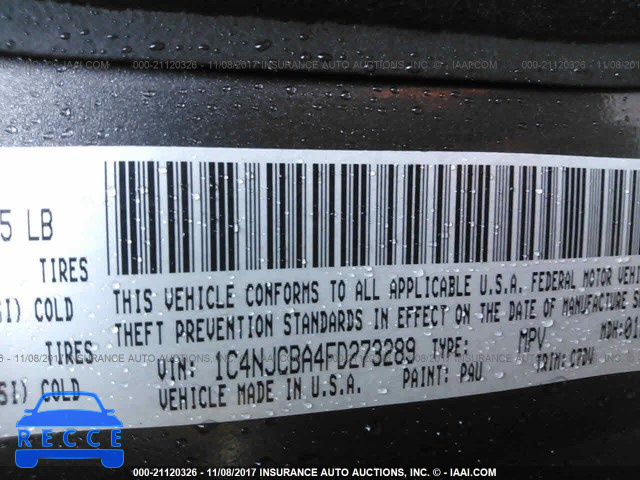 000-21120326 - 11/08/2017 INSURANCE AUTO AUCTIONS, INC. - © IAAI.COM
5 LB
TIRES
SI) COLD
TIRES
SI) COLD
THIS VEHICLE CONFORMS TO ALL APPLICABLE U.S.A. FEDERAL MOTOR VEHI
THEFT PREVENTION STANDARDS IN EFFECT ON THE DATE OF MANUFACTURE S
VIN: 1C4NJCBA4FD273289 TYPE: MPV MDH:01
VEHICLE MADE IN U.S.A. PAINT: PAU TRIM: C7DV
RECCE
000-21120326 - 11/08/2017 INSURANCE AUTO AUCTIONS, INC. - © IAAI.COM